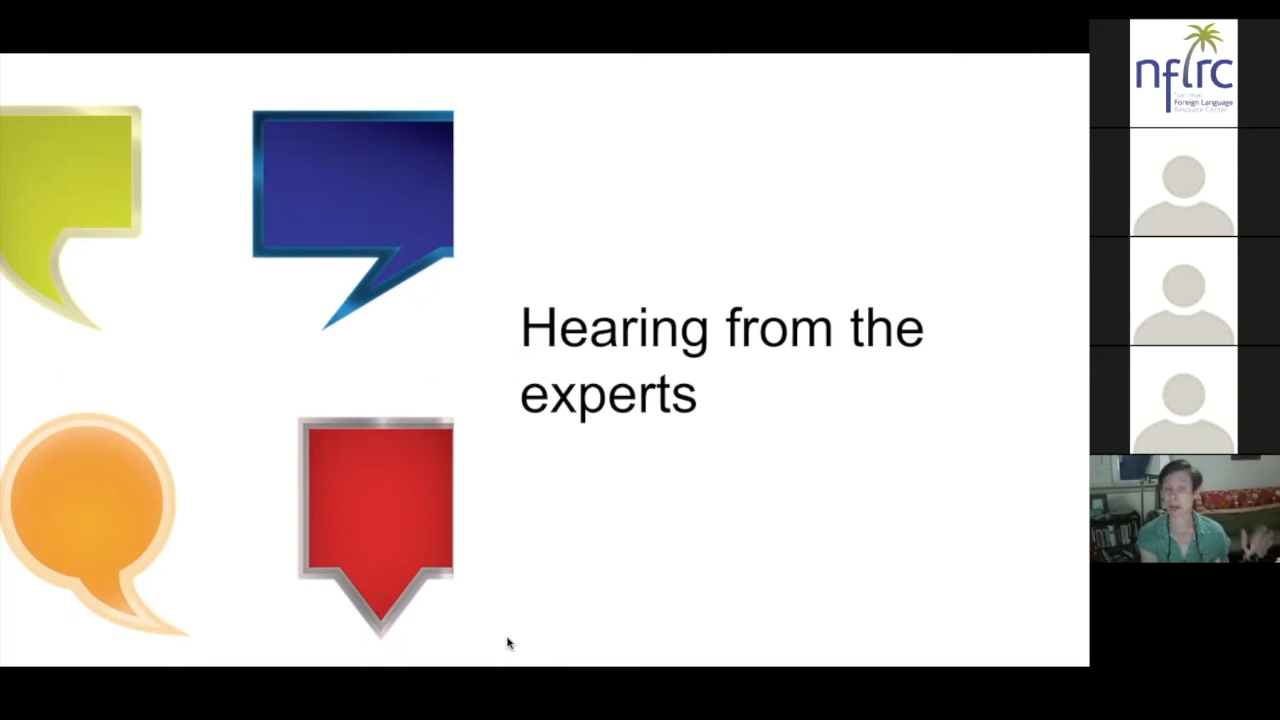 Hearing from the
experts
nflrc
National
Foreign Language
Resource Center